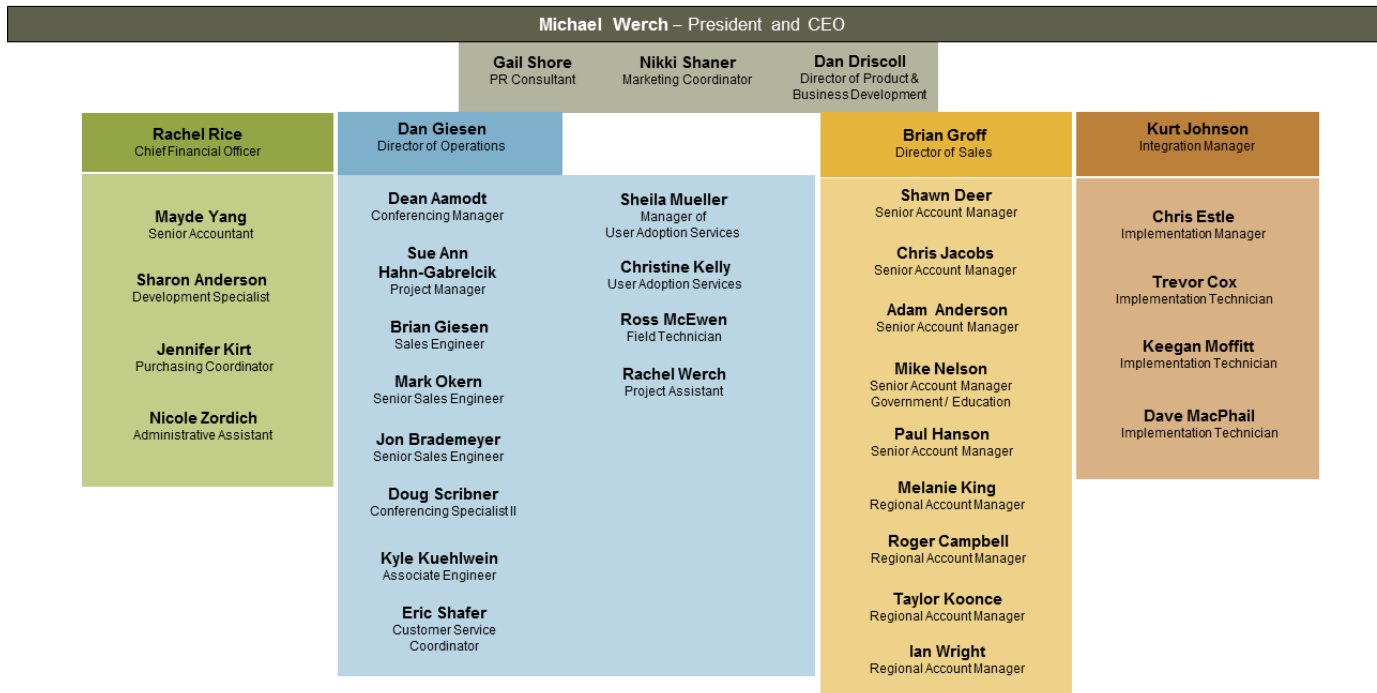 Michael Werch – President and CEO
Gail Shore
PR Consultant
Nikki Shaner
Marketing Coordinator
Dan Driscoll
Director of Product &
Business Development
Rachel Rice
Chief Financial Officer
Mayde Yang
Senior Accountant
Sharon Anderson
Development Specialist
Jennifer Kirt
Purchasing Coordinator
Nicole Zordich
Administrative Assistant
Dan Giesen
Director of Operations
Dean Aamodt
Conferencing Manager
Sue Ann
Hahn-Gabrelcik
Project Manager
Brian Giesen
Sales Engineer
Mark Okern
Senior Sales Engineer
Jon Brademeyer
Senior Sales Engineer
Doug Scribner
Conferencing Specialist II
Kyle Kuehlwein
Associate Engineer
Eric Shafer
Customer Service
Coordinator
Sheila Mueller
Manager of
User Adoption Services
Christine Kelly
User Adoption Services
Ross McEwen
Field Technician
Rachel Werch
Project Assistant
Brian Groff
Director of Sales
Shawn Deer
Senior Account Manager
Chris Jacobs
Senior Account Manager
Adam Anderson
Senior Account Manager
Mike Nelson
Senior Account Manager
Government / Education
Paul Hanson
Senior Account Manager
Melanie King
Regional Account Manager
Roger Campbell
Regional Account Manager
Taylor Koonce
Regional Account Manager
Ian Wright
Regional Account Manager
Kurt Johnson
Integration Manager
Chris Estle
Implementation Manager
Trevor Cox
Implementation Technician
Keegan Moffitt
Implementation Technician
Dave MacPhail
Implementation Technician